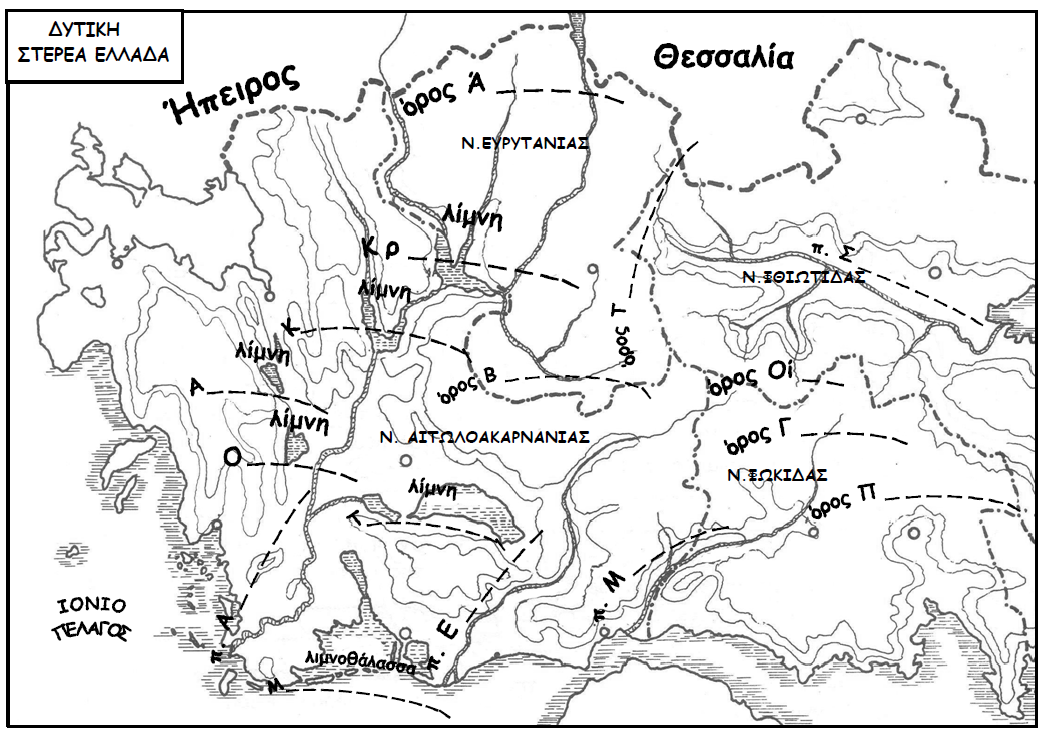 ΔΥΤΙΚΗ
ΣΤΕΡΕΑ ΕΛΛΑΔΑ
Ήπειρος
Θεσσαλία
όρος Ά
Ν.ΕΥΡΥΤΑΝΙΑΣ
λίμνη
Κ ρ
π. Σ
Ν.ΦΘΙΩΤΙΔΑΣ
λίμνη
Κ
λίμνη
όρος Τ
Α
όρος Β
όρος Οί
λίμνη
Ν. ΑΙΤΩΛΟΑΚΑΡΝΑΝΙΑΣ
όρος Γ
Ο
Ν.ΦΩΚΙΔΑΣ
λίμνη
όρος Π
Τ
π. Μ
ΙΟΝΙΟ
ΠΕΛΑΓΟΣ
π. Α
π. Ε
λιμνοθάλασσα
Μ